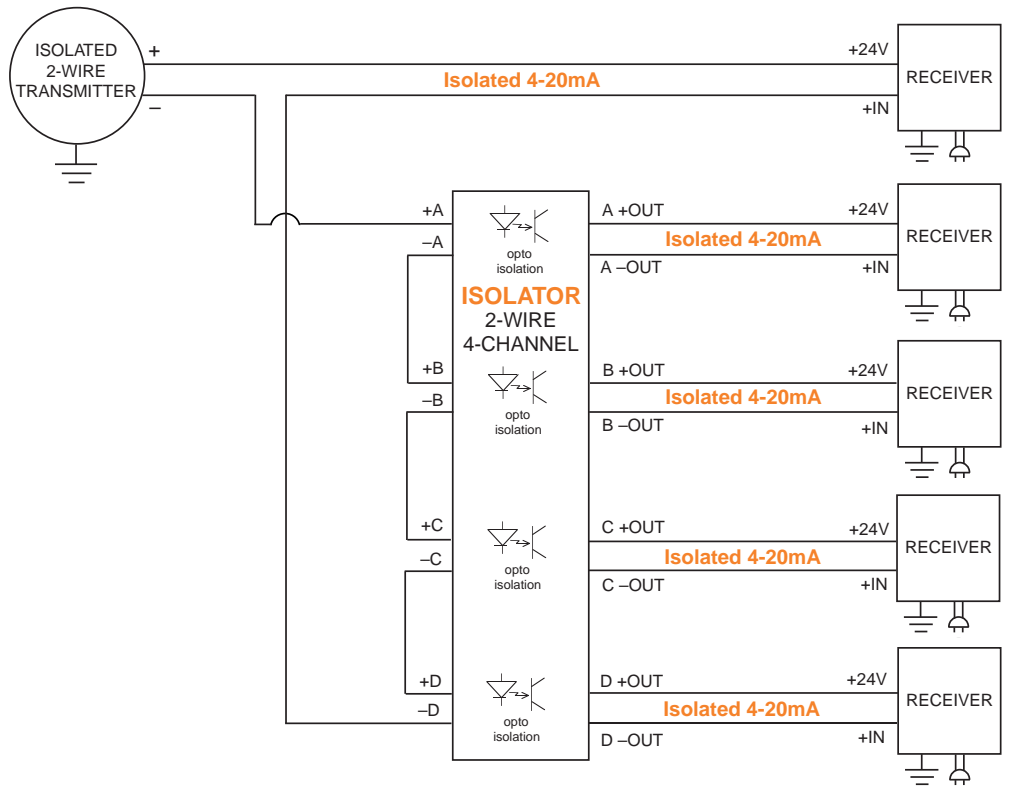 ISOLATED
2-WIRE
TRANSMITTER
+
–
Isolated 4-20mA
+24V
+IN
RECEIVER
+A
–A
opto
isolation
A +OUT
Isolated 4-20mA
A –OUT
+24V
+IN
RECEIVER
ISOLATOR
2-WIRE
4-CHANNEL
+B
–B
opto
isolation
B +OUT
Isolated 4-20mA
B –OUT
+24V
+IN
RECEIVER
+C
–C
opto
isolation
C +OUT
Isolated 4-20mA
C –OUT
+24V
+IN
RECEIVER
+D
–D
opto
isolation
D +OUT
Isolated 4-20mA
D –OUT
+24V
+IN
RECEIVER